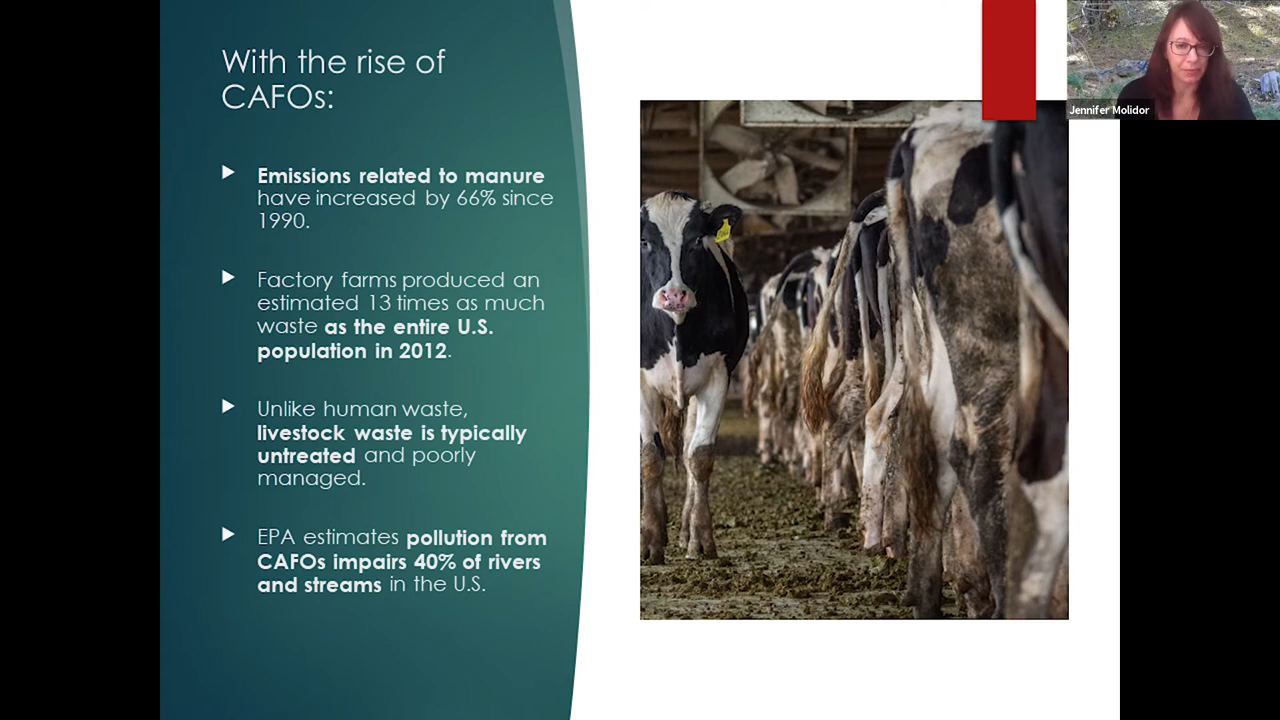 With the rise of
CAFOs:
Emissions related to manure
have increased by 66% since
1990.
Factory farms produced an
estimated 13 times as much
waste as the entire U.S.
population in 2012.
Unlike human waste,
livestock waste is typically
untreated and poorly
managed.
EPA estimates pollution from
CAFOs impairs 40% of rivers
and streams in the U.S.
Jennifer Molidor